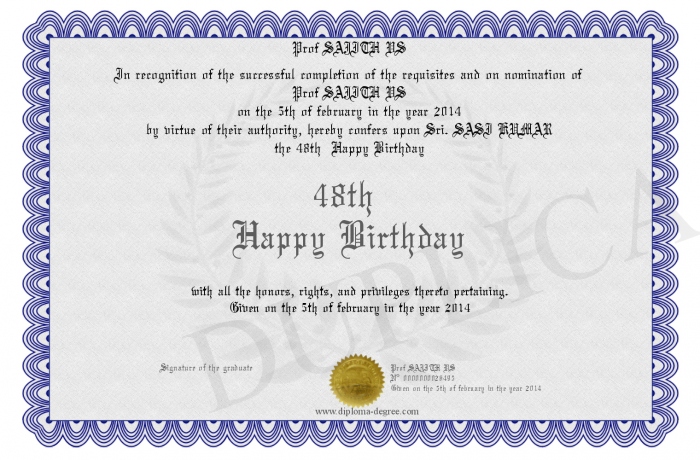 Prof SAJITH VS
In recognition of the successful completion of the requisites and on nomination of
Prof SAJITH VS
on the 5th of february in the year 2014
by virtue of their authority, hereby confers upon Sri. SASI KUMAR
the 48th Happy Birthday
48th
Happy Birthday
with all the honors, rights, and privileges thereto pertaining.
Given on the 5th of february in the year 2014
DUPLICA
Signature of the graduate
Prof SAJITH VS
N° 0000000028493
Given on the 5th of february in the year 2014
www.diploma-degree.com